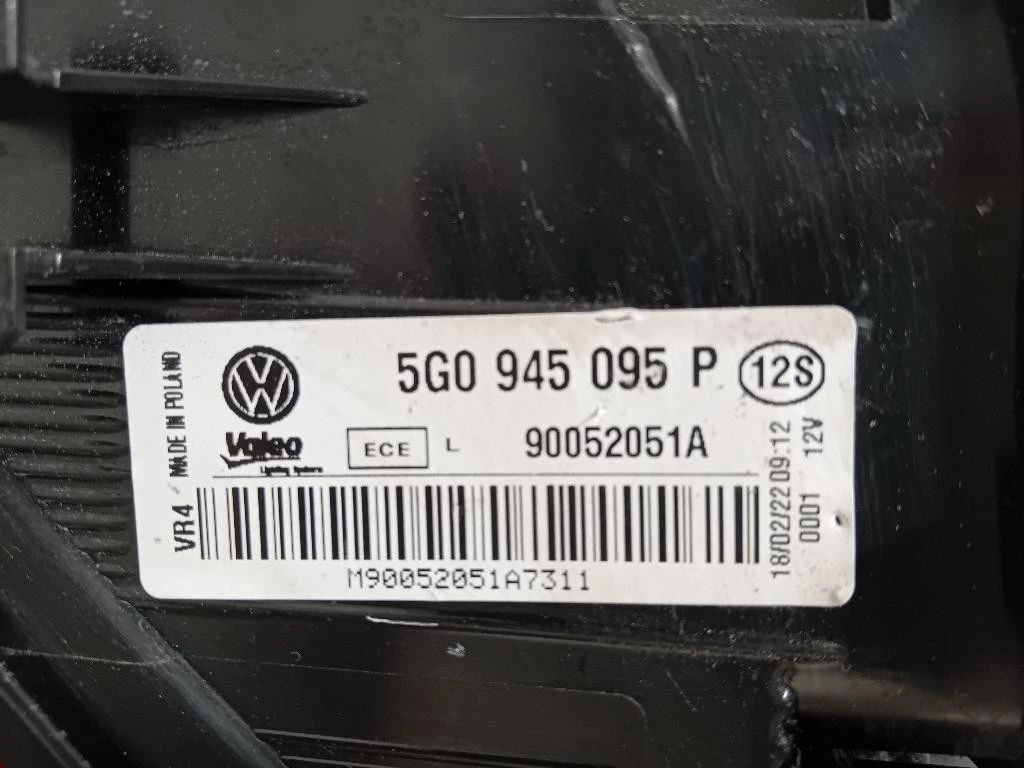 5G0 945 095 P 12S
VW
Valeo ECE L 90052051A
MADE IN POLAND
VR4
M90052051A7311
18/02/22 09:12
0001 12V